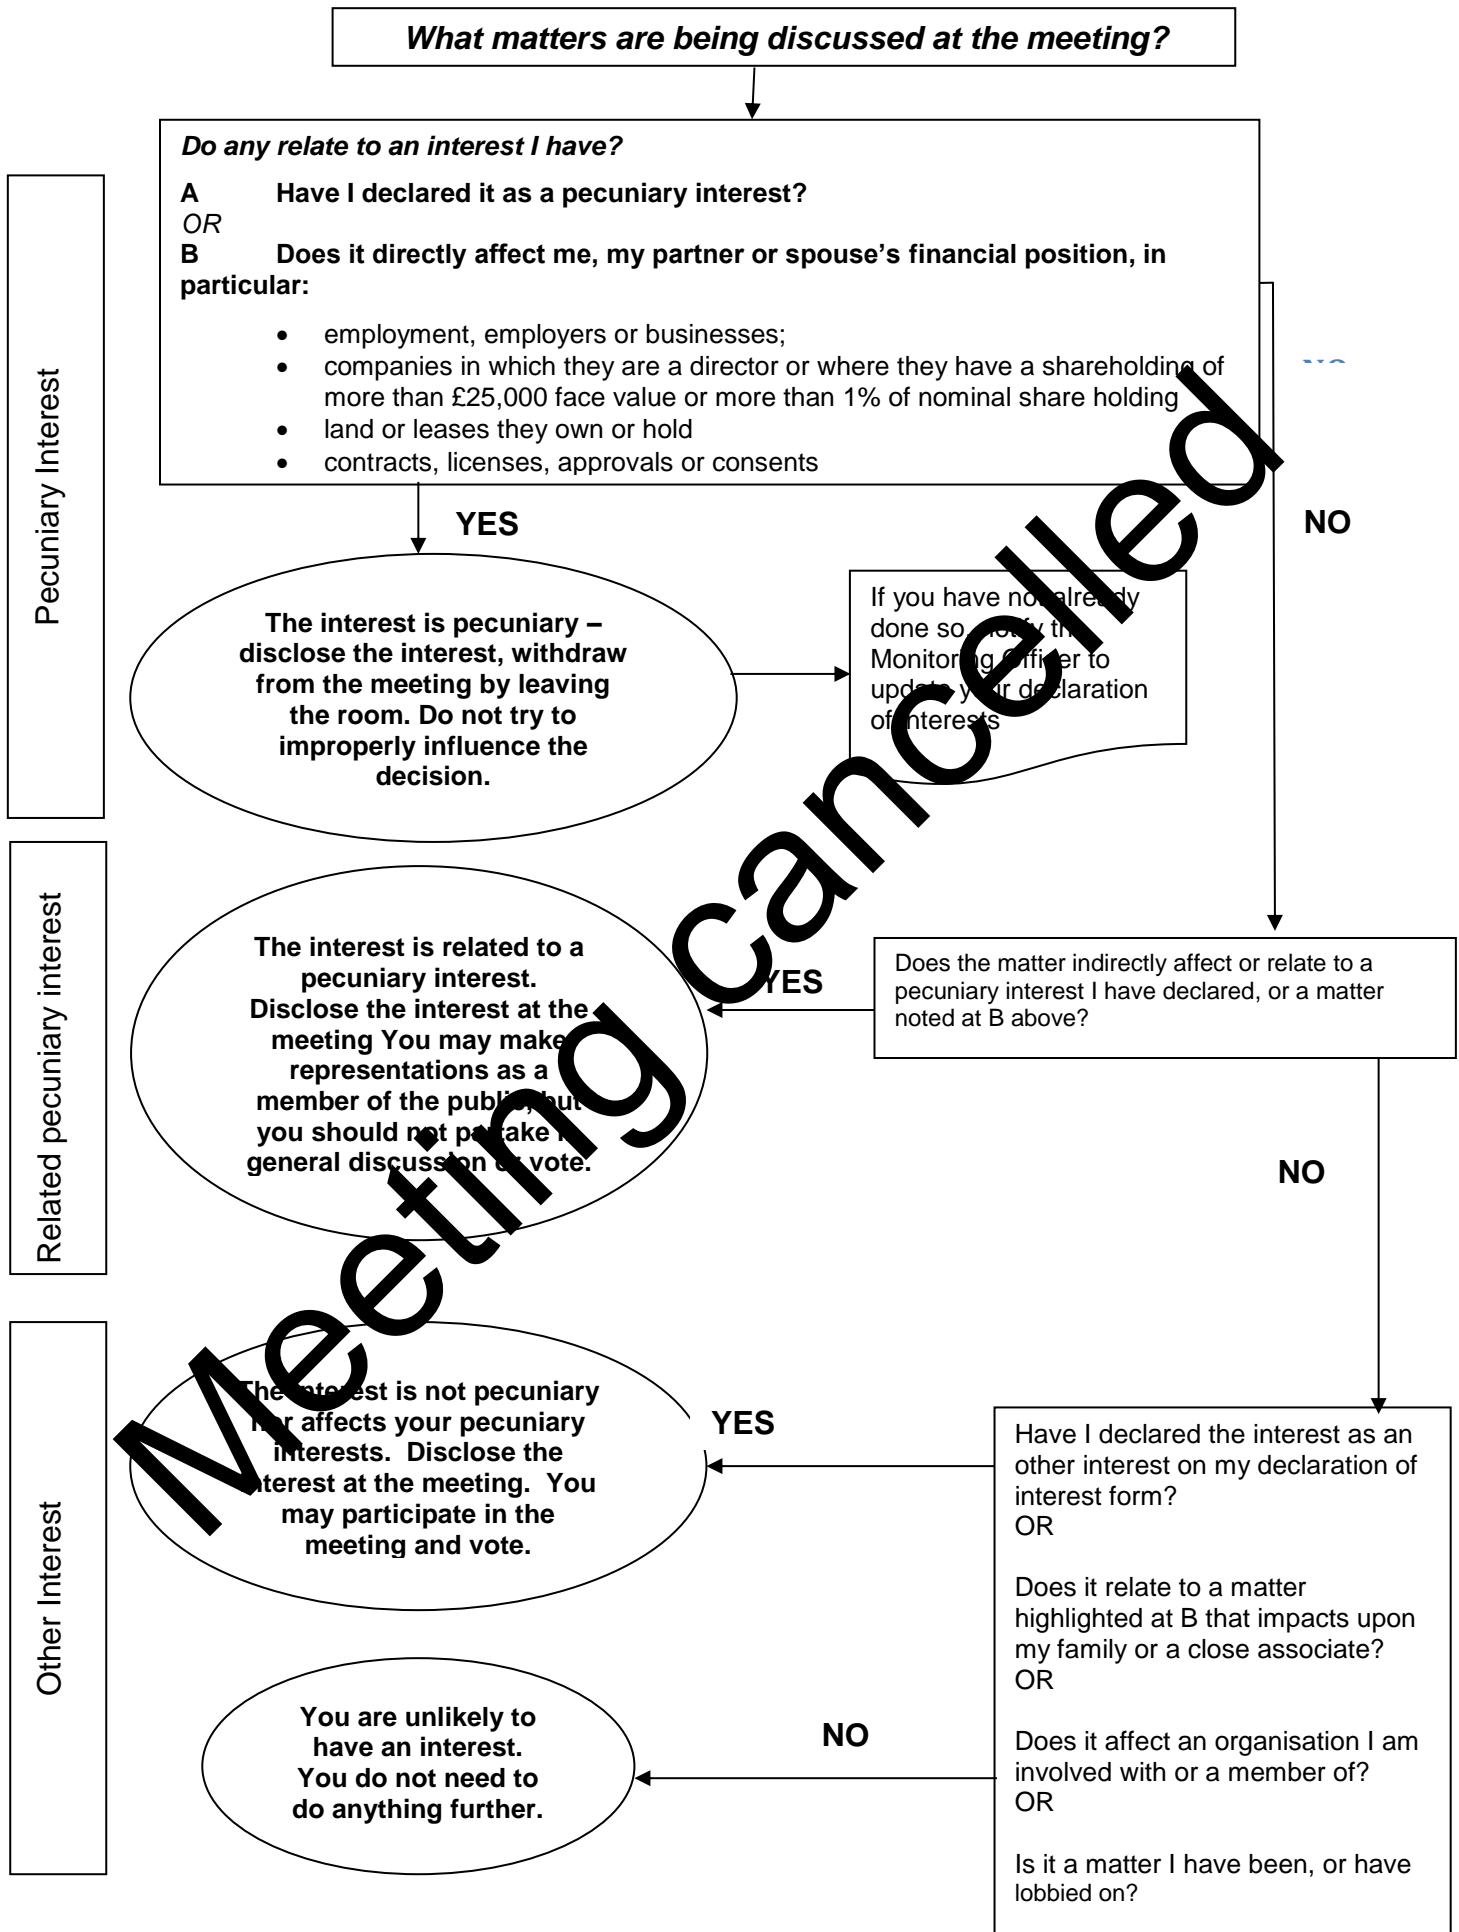 What matters are being discussed at the meeting?
Do any relate to an interest I have?
A Have I declared it as a pecuniary interest?
OR
B Does it directly affect me, my partner or spouse's financial position, in
particular:
• employment, employers or businesses;
• companies in which they are a director or where they have a shareholding of
more than £25,000 face value or more than 1% of nominal share holding
• land or leases they own or hold
• contracts, licenses, approvals or consents
Pecuniary Interest
YES
NO
The interest is pecuniary –
disclose the interest, withdraw
from the meeting by leaving
the room. Do not try to
improperly influence the
decision.
If you have not already
done so, notify the
Monitoring Officer to
update your declaration
of interests
Related pecuniary interest
The interest is related to a
pecuniary interest.
Disclose the interest at the
meeting You may make
representations as a
member of the public, but
you should not partake in
general discussion or vote.
YES
Does the matter indirectly affect or relate to a
pecuniary interest I have declared, or a matter
noted at B above?
NO
Other Interest
The interest is not pecuniary
nor affects your pecuniary
interests. Disclose the
interest at the meeting. You
may participate in the
meeting and vote.
YES
Have I declared the interest as an
other interest on my declaration of
interest form?
OR
Does it relate to a matter
highlighted at B that impacts upon
my family or a close associate?
OR
Does it affect an organisation I am
involved with or a member of?
OR
Is it a matter I have been, or have
lobbied on?
NO
You are unlikely to
have an interest.
You do not need to
do anything further.
Meeting cancelled